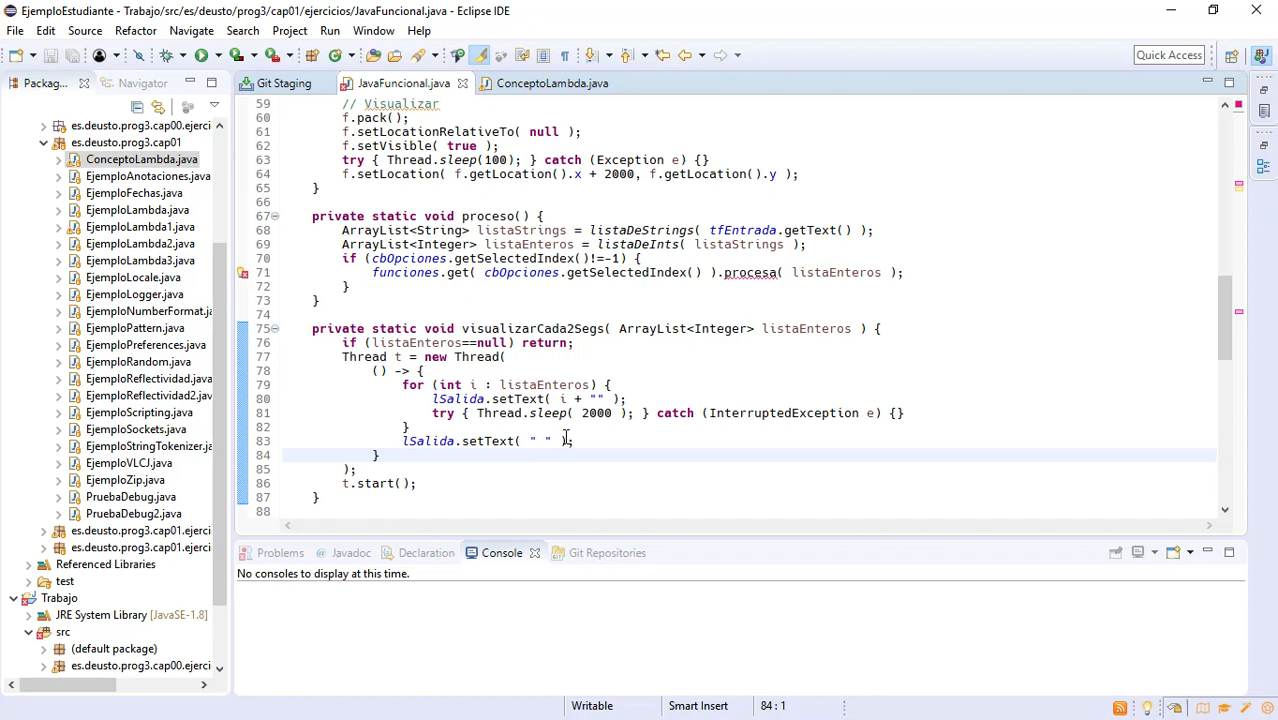 EjemploEstudiante - Trabajo/src/es/deusto/prog3/cap01/ejercicios/JavaFuncional.java - Eclipse IDE
File Edit Source Refactor Navigate Search Project Run Window Help
Quick Access
Packag... Navigator
Git Staging JavaFuncional.java ConceptoLambda.java
es.deusto.prog3.cap00.ejerci
es.deusto.prog3.cap01
ConceptoLambda.java
EjemploAnotaciones.java
EjemploFechas.java
EjemploLambda.java
EjemploLambda1.java
EjemploLambda2.java
EjemploLambda3.java
EjemploLocale.java
EjemploLogger.java
EjemploNumberFormat.ja
EjemploPattern.java
EjemploPreferences.java
EjemploRandom.java
EjemploReflectividad.java
EjemploReflectividad2.java
EjemploScripting.java
EjemploSockets.java
EjemploStringTokenizer.java
EjemploVLCJ.java
EjemploZip.java
PruebaDebug.java
PruebaDebug2.java
es.deusto.prog3.cap01.ejerci
es.deusto.prog3.cap01.ejerci
Referenced Libraries
test
Trabajo
JRE System Library [JavaSE-1.8]
src
(default package)
es.deusto.prog3.cap00.ejerci
59 // Visualizar
60 f.pack();
61 f.setLocationRelativeTo( null );
62 f.setVisible( true );
63 try { Thread.sleep(100); } catch (Exception e) {}
64 f.setLocation( f.getLocation().x + 2000, f.getLocation().y );
65 }
66
67 private static void proceso() {
68 ArrayList<String> listaStrings = listaDeStrings( tfEntrada.getText() );
69 ArrayList<Integer> listaEnteros = listaDeInts( listaStrings );
70 if (cbOpciones.getSelectedIndex()!=-1) {
71 funciones.get( cbOpciones.getSelectedIndex() ).procesa( listaEnteros );
72 }
73 }
74
75 private static void visualizarCada2Segs( ArrayList<Integer> listaEnteros ) {
76 if (listaEnteros==null) return;
77 Thread t = new Thread(
78 () -> {
79 for (int i : listaEnteros) {
80 lSalida.setText( i + "" );
81 try { Thread.sleep( 2000 ); } catch (InterruptedException e) {}
82 }
83 lSalida.setText( " " );
84 }
85 );
86 t.start();
87 }
88
Problems Javadoc Declaration Console Git Repositories
No consoles to display at this time.
Writable Smart Insert 84 : 1